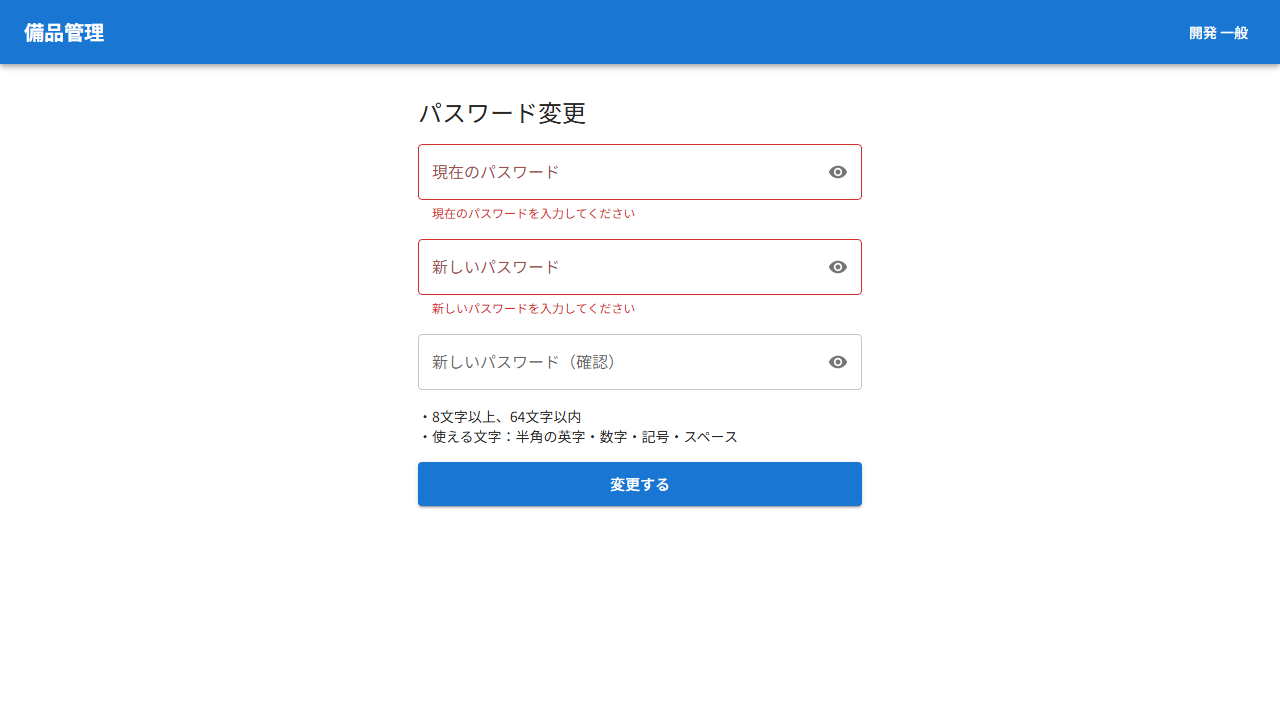 備品管理
開発 一般
パスワード変更
現在のパスワード
現在のパスワードを入力してください
新しいパスワード
新しいパスワードを入力してください
新しいパスワード（確認）
・8文字以上、64文字以内
・使える文字：半角の英字・数字・記号・スペース
変更する